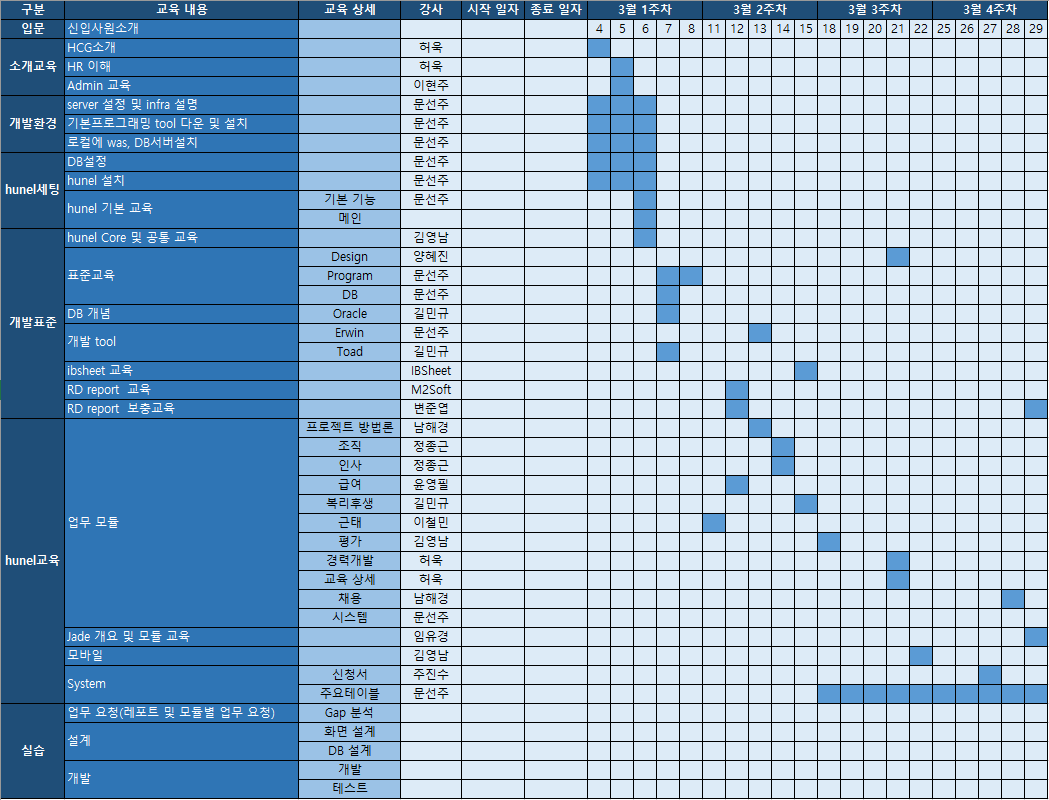 구분 교육 내용 교육 상세 강사 시작 일자 종료 일자 3월 1주차 3월 2주차 3월 3주차 3월 4주차
입문 신입사원소개 4 5 6 7 8 11 12 13 14 15 18 19 20 21 22 25 26 27 28 29
소개교육
HCG소개 허욱
HR 이해 허욱
Admin 교육 이현주
개발환경
server 설정 및 infra 설명 문선주
기본프로그래밍 tool 다운 및 설치 문선주
로컬에 was, DB서버설치 문선주
hunel세팅
DB설정 문선주
hunel 설치 문선주
hunel 기본 교육 기본 기능 문선주
메인
개발표준
hunel Core 및 공통 교육 김영남
표준교육 Design 양혜진
Program 문선주
DB 문선주
DB 개념 Oracle 길민규
개발 tool Erwin 문선주
Toad 길민규
ibsheet 교육 IBSheet
RD report 교육 M2Soft
RD report 보충교육 변준엽
hunel교육
업무 모듈 프로젝트 방법론 남해경
조직 정종근
인사 정종근
급여 윤영필
복리후생 길민규
근태 이철민
평가 김영남
경력개발 허욱
교육 상세 허욱
채용 남해경
시스템 문선주
Jade 개요 및 모듈 교육 임유경
모바일 김영남
System 신청서 주진수
주요테이블 문선주
실습
업무 요청(레포트 및 모듈별 업무 요청) Gap 분석
설계 화면 설계
DB 설계
개발 개발
테스트